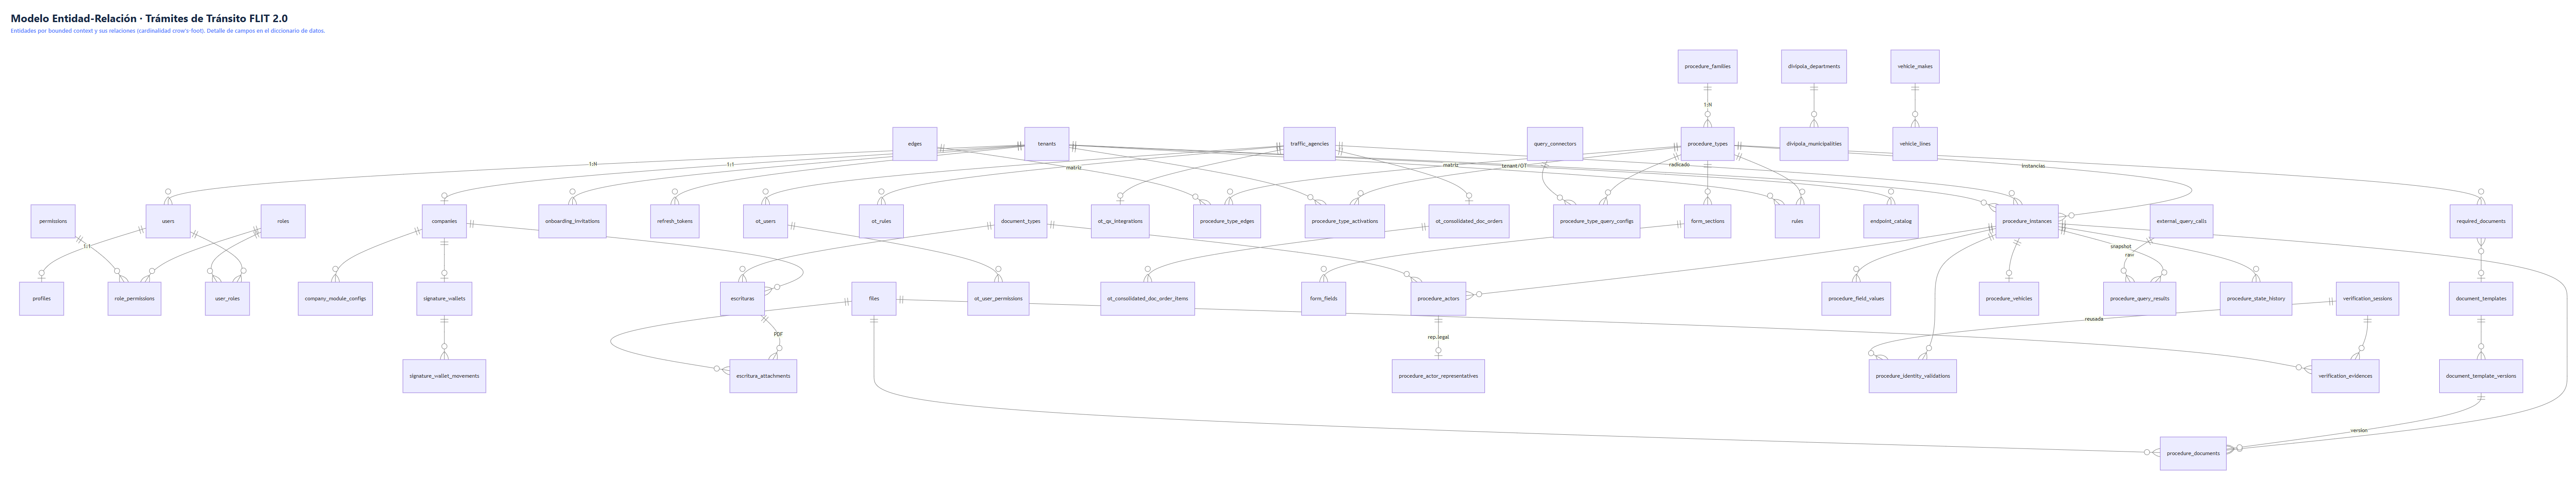 Modelo Entidad-Relación · Trámites de Tránsito FLIT 2.0
Entidades por bounded context y sus relaciones (cardinalidad crow's-foot). Detalle de campos en el diccionario de datos.
procedure_families
divipola_departments
vehicle_makes
1:N
edges
tenants
traffic_agencies
query_connectors
procedure_types
divipola_municipalities
vehicle_lines
1:N
1:1
matriz
matriz
tenant/OT
radicado
instancias
permissions
users
roles
companies
onboarding_invitations
refresh_tokens
ot_users
ot_rules
document_types
ot_qx_integrations
procedure_type_edges
procedure_type_activations
ot_consolidated_doc_orders
procedure_type_query_configs
form_sections
rules
endpoint_catalog
procedure_instances
external_query_calls
required_documents
1:1
snapshot
raw
profiles
role_permissions
user_roles
company_module_configs
signature_wallets
escrituras
files
ot_user_permissions
ot_consolidated_doc_order_items
form_fields
procedure_actors
procedure_field_values
procedure_vehicles
procedure_query_results
procedure_state_history
verification_sessions
document_templates
reusada
PDF
rep.legal
signature_wallet_movements
escritura_attachments
procedure_actor_representatives
procedure_identity_validations
verification_evidences
document_template_versions
version
procedure_documents